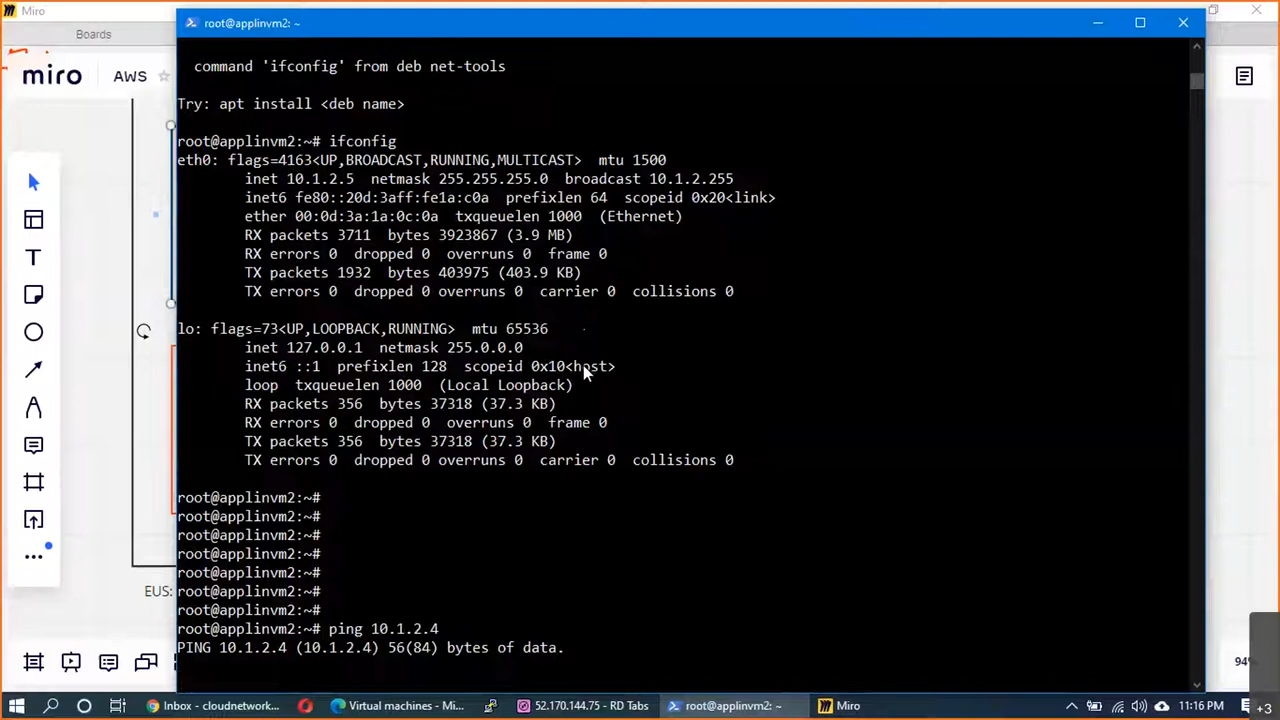 Miro
root@applinvm2: ~
Boards
miro
AWS
command 'ifconfig' from deb net-tools
Try: apt install <deb name>
root@applinvm2:~# ifconfig
eth0: flags=4163<UP,BROADCAST,RUNNING,MULTICAST>  mtu 1500
inet 10.1.2.5  netmask 255.255.255.0  broadcast 10.1.2.255
inet6 fe80::20d:3aff:fe1a:c0a  prefixlen 64  scopeid 0x20<link>
ether 00:0d:3a:1a:0c:0a  txqueuelen 1000  (Ethernet)
RX packets 3711  bytes 3923867 (3.9 MB)
RX errors 0  dropped 0  overruns 0  frame 0
TX packets 1932  bytes 403975 (403.9 KB)
TX errors 0  dropped 0 overruns 0  carrier 0  collisions 0
lo: flags=73<UP,LOOPBACK,RUNNING>  mtu 65536
inet 127.0.0.1  netmask 255.0.0.0
inet6 ::1  prefixlen 128  scopeid 0x10<host>
loop  txqueuelen 1000  (Local Loopback)
RX packets 356  bytes 37318 (37.3 KB)
RX errors 0  dropped 0  overruns 0  frame 0
TX packets 356  bytes 37318 (37.3 KB)
TX errors 0  dropped 0 overruns 0  carrier 0  collisions 0
root@applinvm2:~#
root@applinvm2:~#
root@applinvm2:~#
root@applinvm2:~#
root@applinvm2:~#
root@applinvm2:~#
root@applinvm2:~#
root@applinvm2:~# ping 10.1.2.4
PING 10.1.2.4 (10.1.2.4) 56(84) bytes of data.
EUS:
94%
Inbox - cloudnetwork...
Virtual machines - Mi...
52.170.144.75 - RD Tabs
root@applinvm2: ~
Miro
11:16 PM
+3